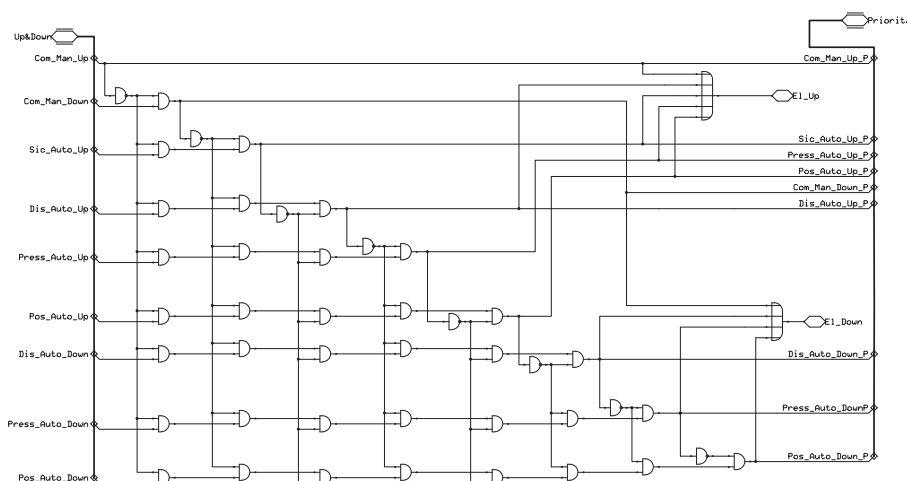 Priorit
Up&Down
Com_Man_Up
Com_Man_Up_P
Com_Man_Down
El_Up
Sic_Auto_Up
Sic_Auto_Up_P
Press_Auto_Up_P
Pos_Auto_Up_P
Com_Man_Down_P
Dis_Auto_Up
Dis_Auto_Up_P
Press_Auto_Up
Pos_Auto_Up
El_Down
Dis_Auto_Down
Dis_Auto_Down_P
Press_Auto_DownP
Press_Auto_Down
Pos_Auto_Down_P
Pos_Auto_Down